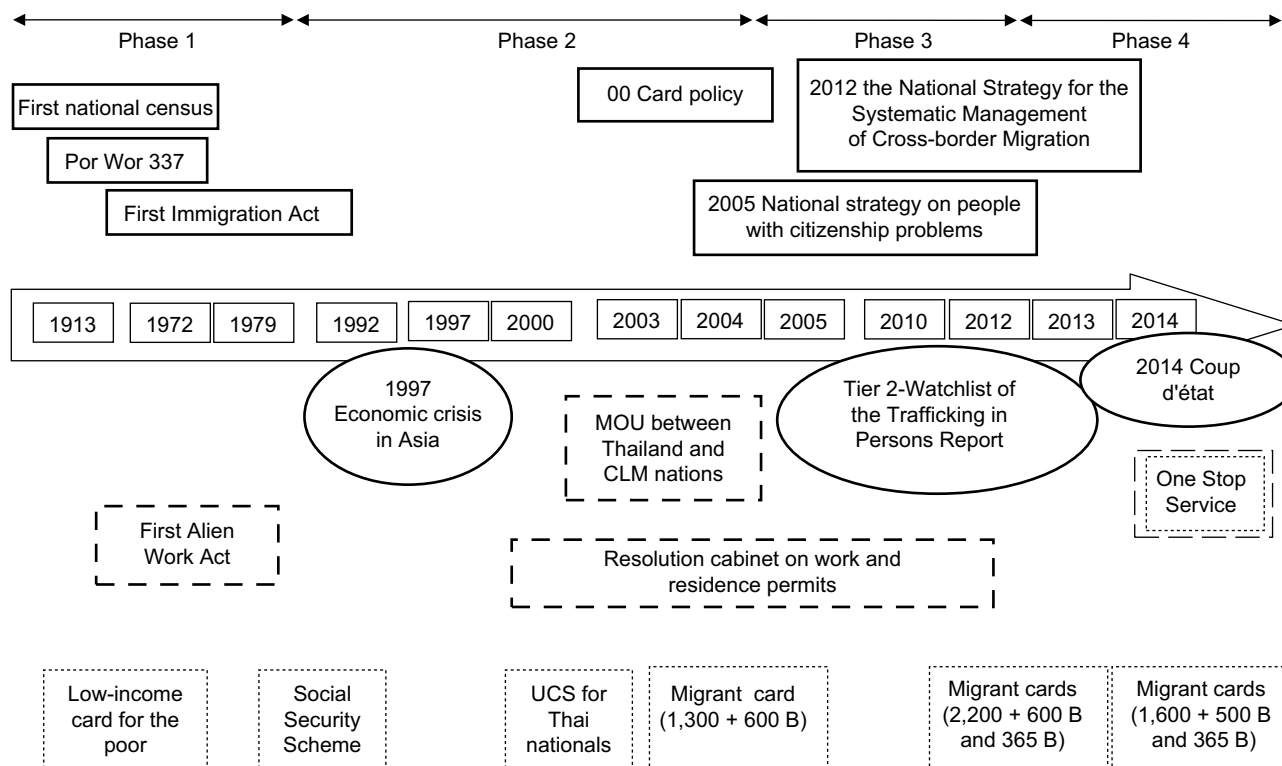 Phase 1
Phase 2
Phase 3
Phase 4
First national census
Por Wor 337
First Immigration Act
00 Card policy
2012 the National Strategy for the
Systematic Management
of Cross-border Migration
2005 National strategy on people
with citizenship problems
1913
1972
1979
1992
1997
2000
2003
2004
2005
2010
2012
2013
2014
1997
Economic crisis
in Asia
Tier 2-Watchlist of
the Trafficking in
Persons Report
2014 Coup
d'état
MOU between
Thailand and
CLM nations
One Stop
Service
First Alien
Work Act
Resolution cabinet on work and
residence permits
Low-income
card for the
poor
Social
Security
Scheme
UCS for
Thai
nationals
Migrant card
(1,300 + 600 B)
Migrant cards
(2,200 + 600 B
and 365 B)
Migrant cards
(1,600 + 500 B
and 365 B)